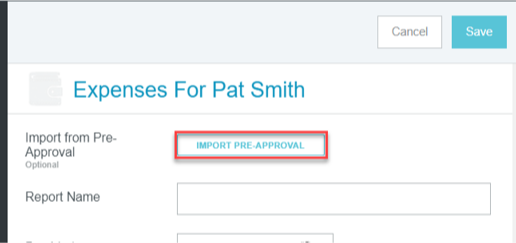 Cancel Save
Expenses For Pat Smith
Import from Pre-
Approval
Optional
IMPORT PRE-APPROVAL
Report Name